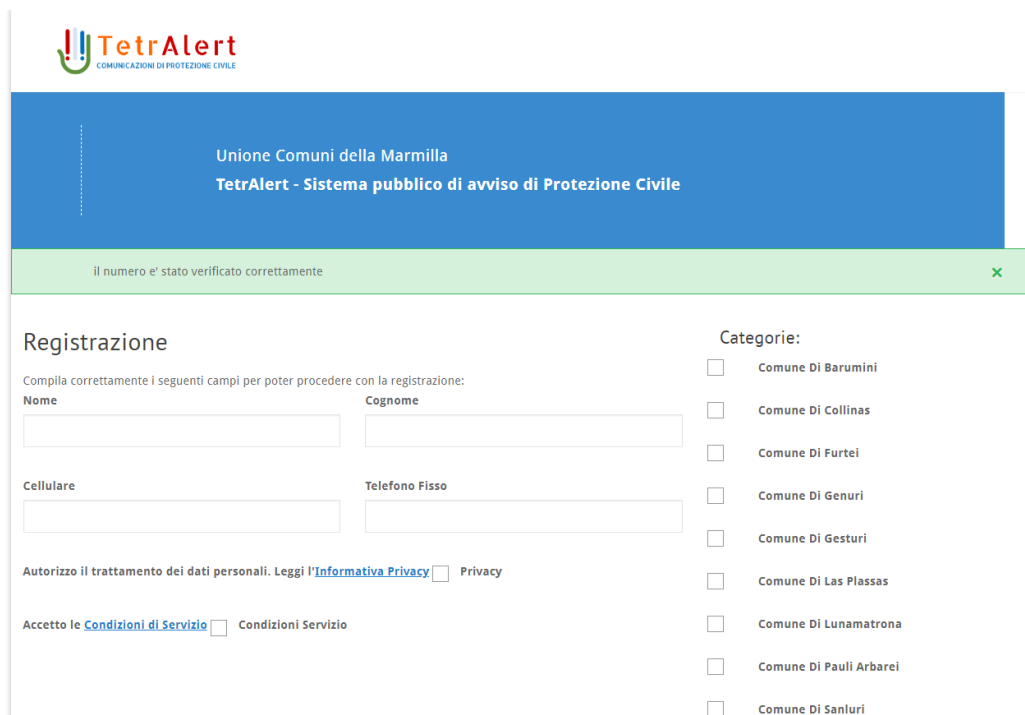 TetrAlert
COMUNICAZIONI DI PROTEZIONE CIVILE
Unione Comuni della Marmilla
TetrAlert - Sistema pubblico di avviso di Protezione Civile
il numero e' stato verificato correttamente ×
Registrazione
Compila correttamente i seguenti campi per poter procedere con la registrazione:
Nome Cognome
Cellulare Telefono Fisso
Autorizzo il trattamento dei dati personali. Leggi l'Informativa Privacy Privacy
Accetto le Condizioni di Servizio Condizioni Servizio
Categorie:
Comune Di Barumini
Comune Di Collinas
Comune Di Furtei
Comune Di Genuri
Comune Di Gesturi
Comune Di Las Plassas
Comune Di Lunamatrona
Comune Di Pauli Arbarei
Comune Di Sanluri